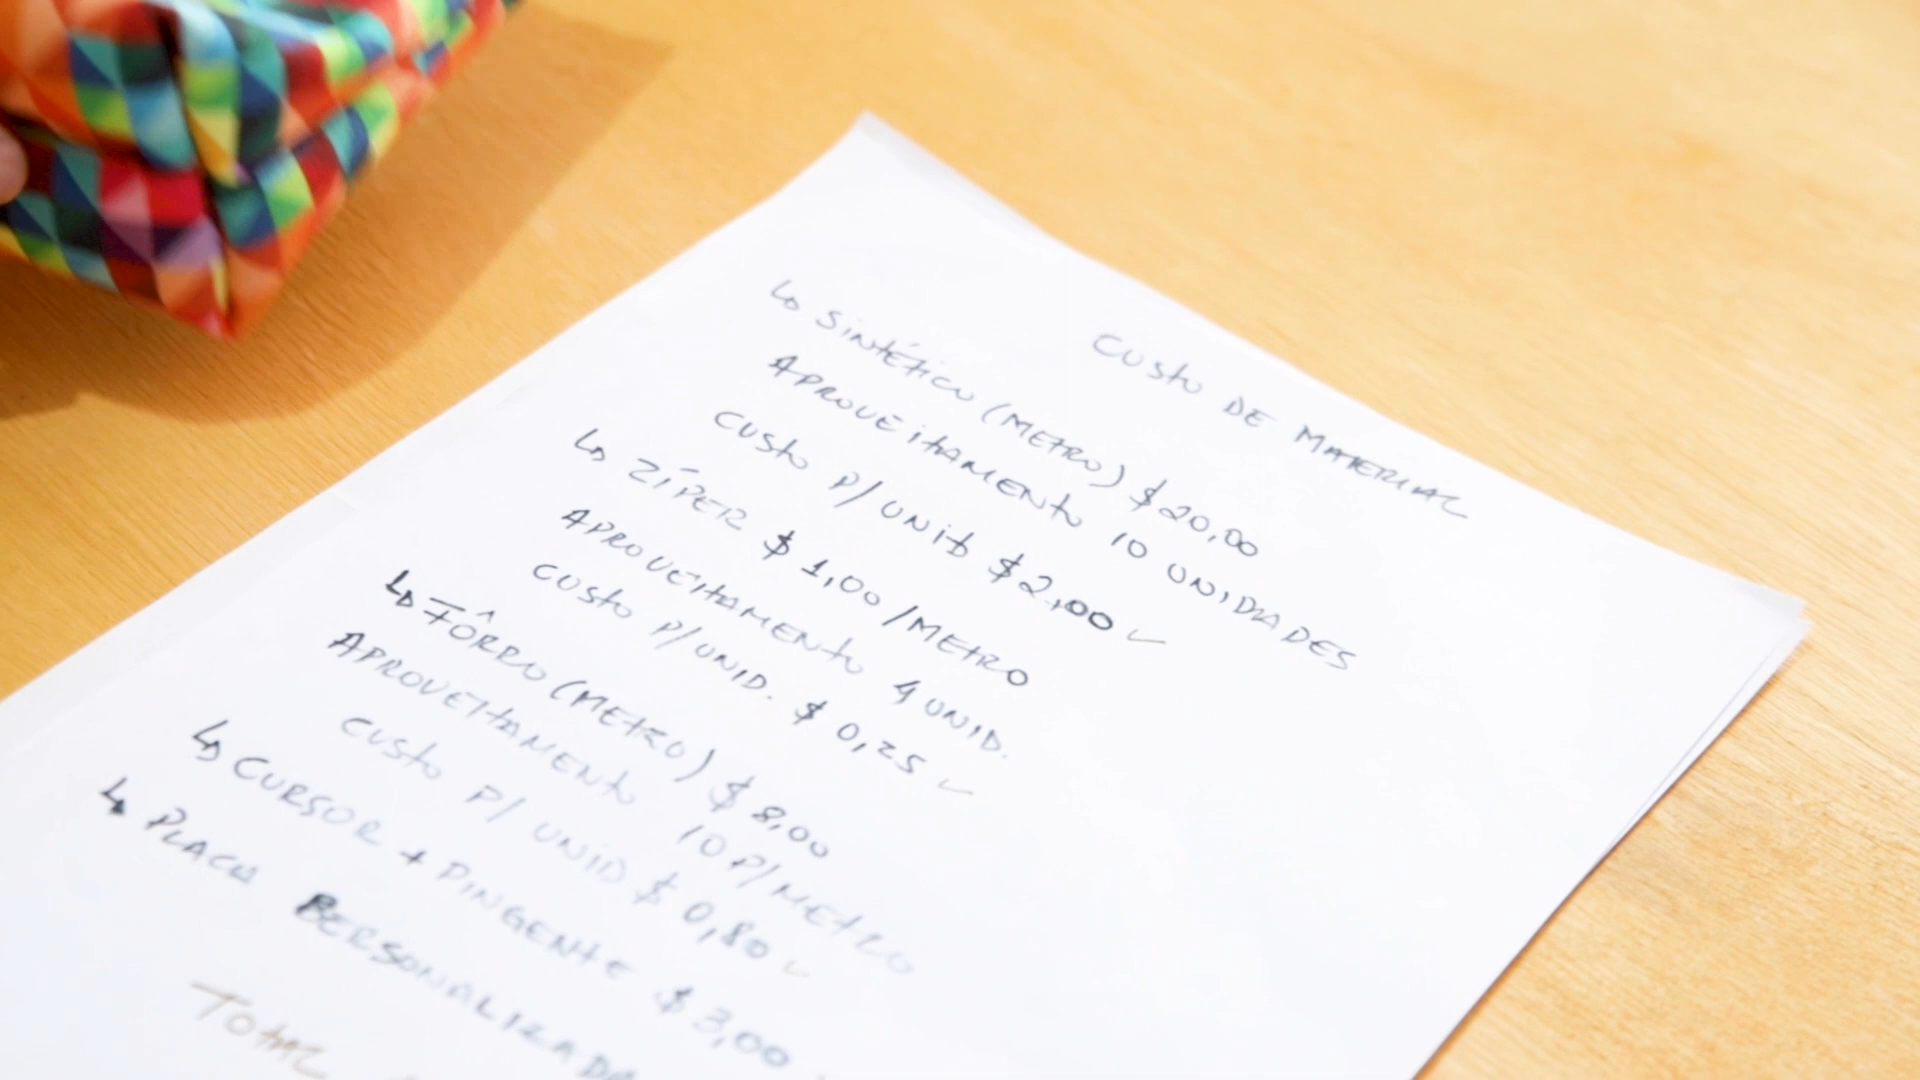 CUSTO DE MATERIAL
↳ SINTÉTICO (METRO) $20,00
APROVEITAMENTO 10 UNIDADES
CUSTO P/ UNID $2,00 ✓
↳ ZÍPER $ 1,00/METRO
APROVEITAMENTO 4 UNID.
CUSTO P/UNID. $ 0,25 ✓
↳ FÔRRO (METRO) $ 8,00
APROVEITAMENTO 10 P/METRO
CUSTO P/ UNID $ 0,80 ✓
↳ CURSOR + PINGENTE $ 3,00
↳ PLACA PERSONALIZADA
TOTAL